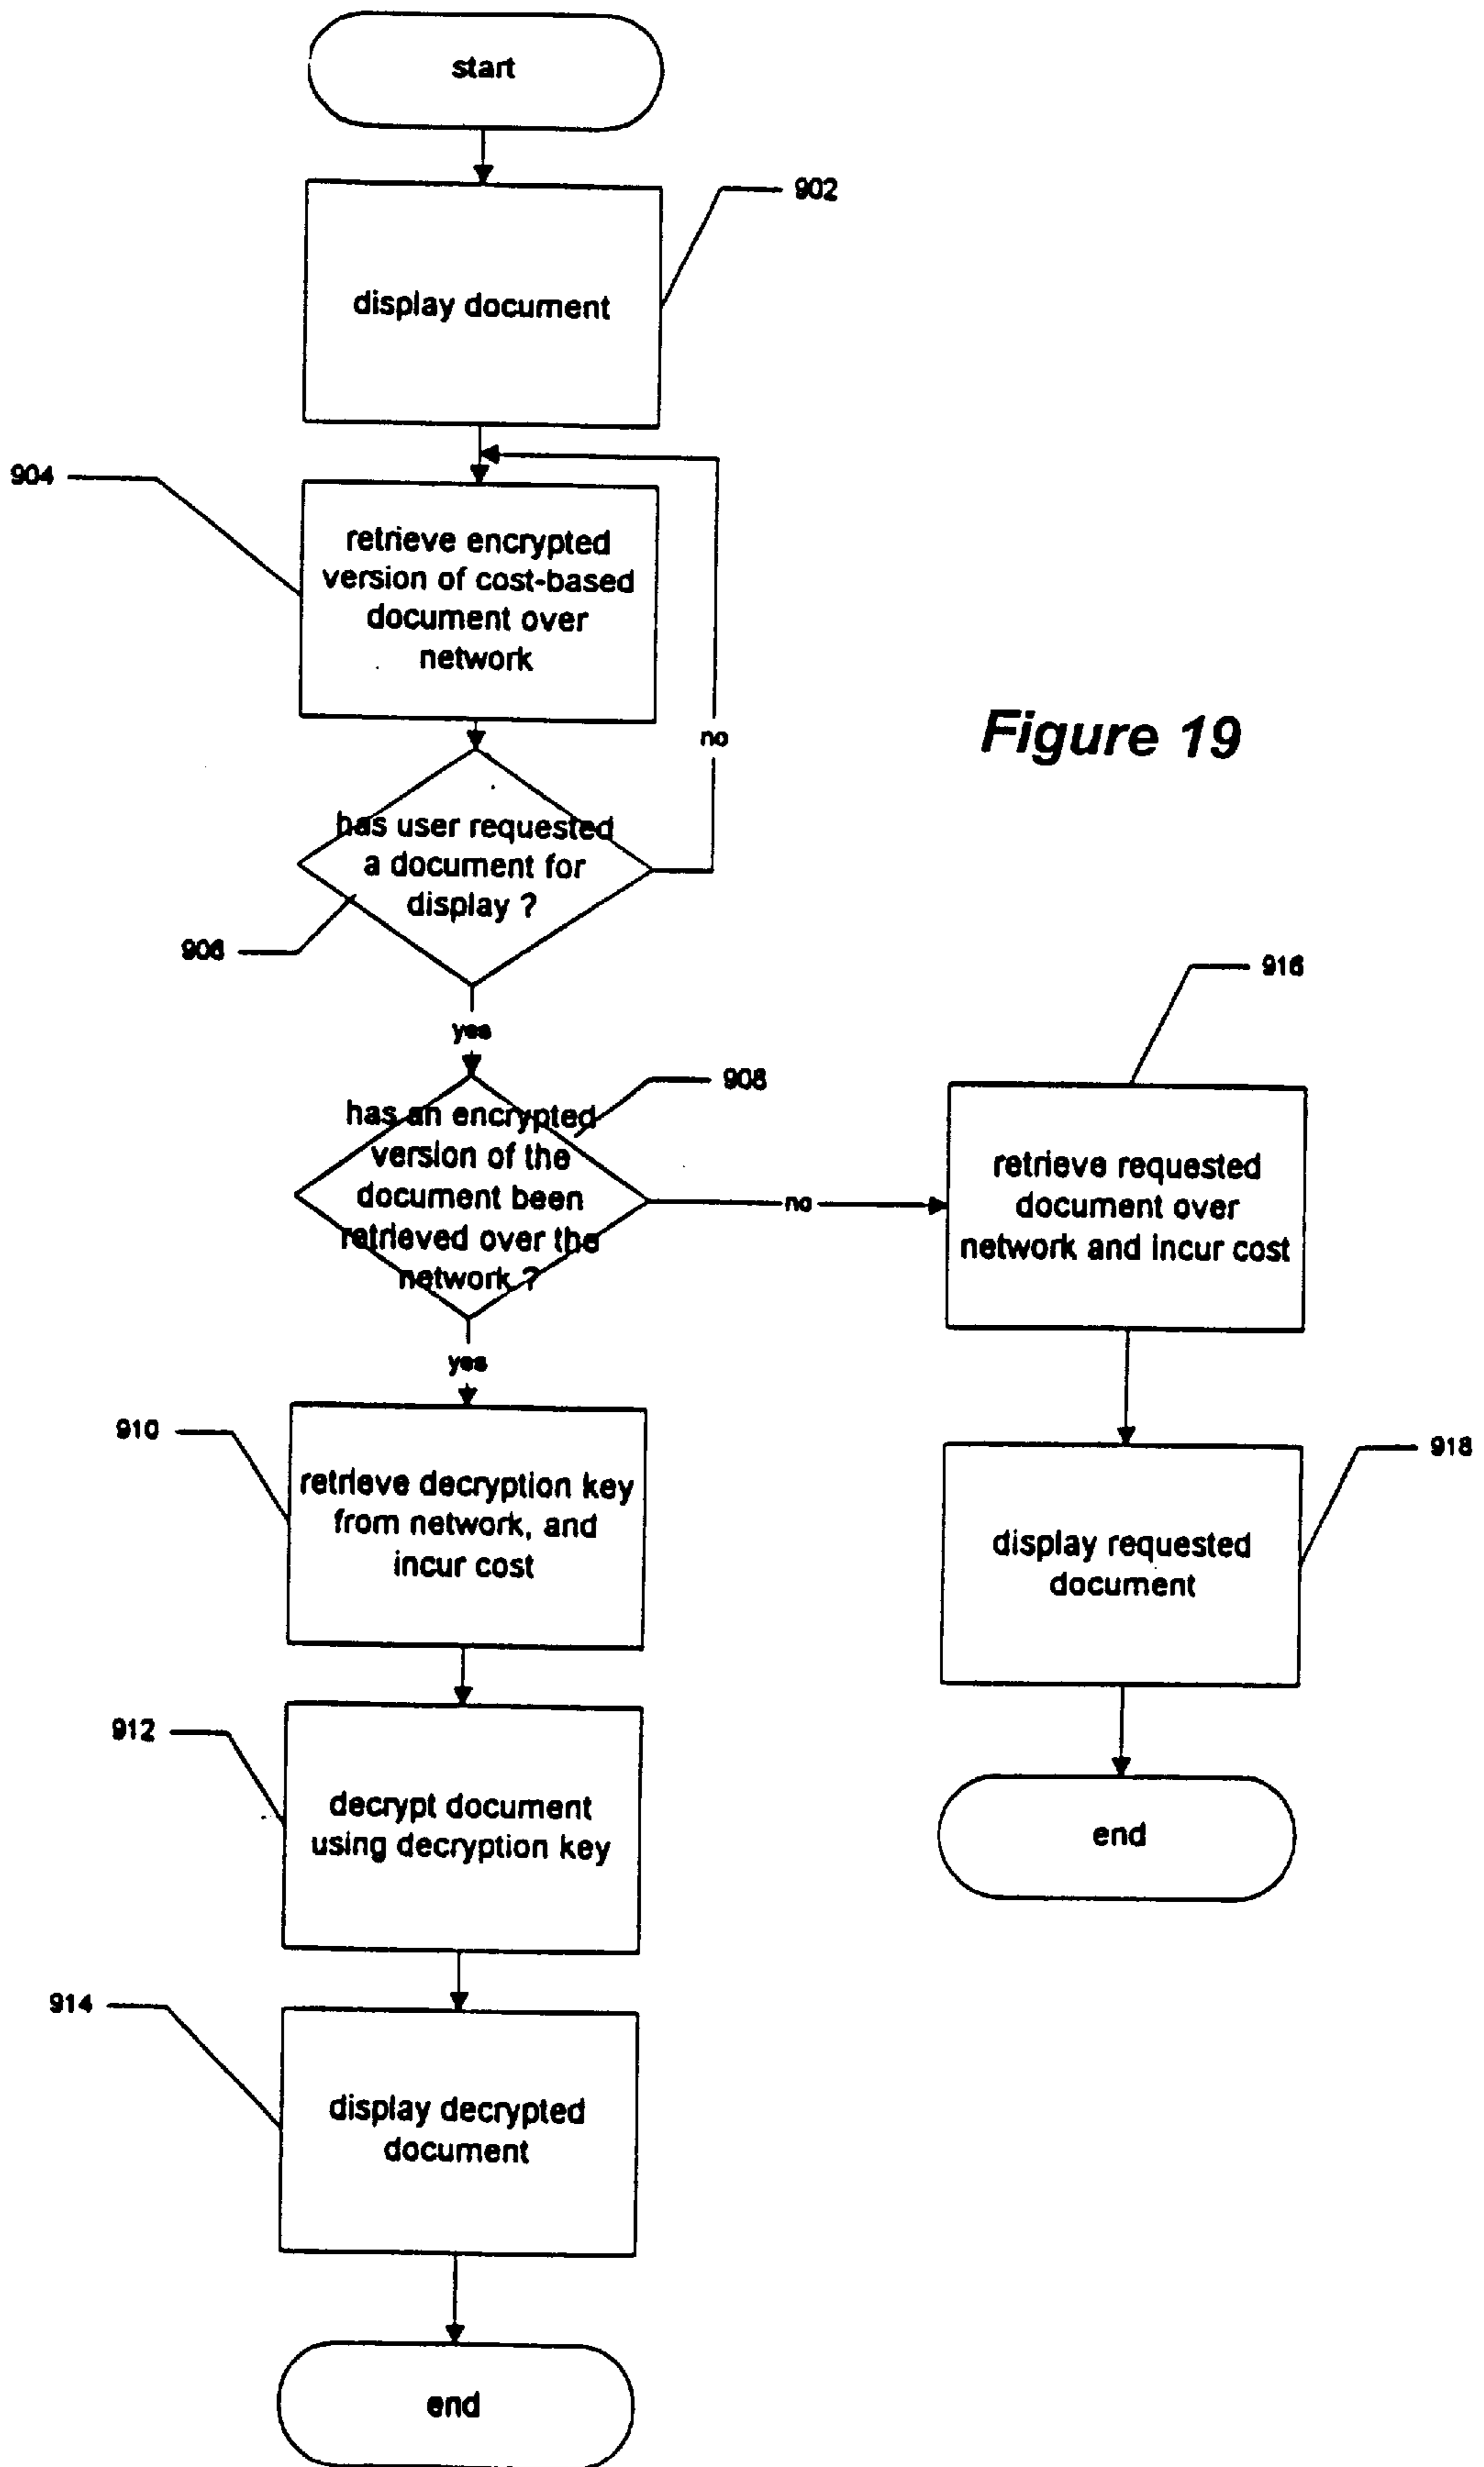 start
902
display document
904
retrieve encrypted
version of cost-based
document over
network
no
Figure 19
has user requested
a document for
display ?
906
yes
916
908
has an encrypted
version of the
document been
retrieved over the
network ?
no
retrieve requested
document over
network and incur cost
yes
910
retrieve decryption key
from network, and
incur cost
918
display requested
document
912
decrypt document
using decryption key
end
914
display decrypted
document
end